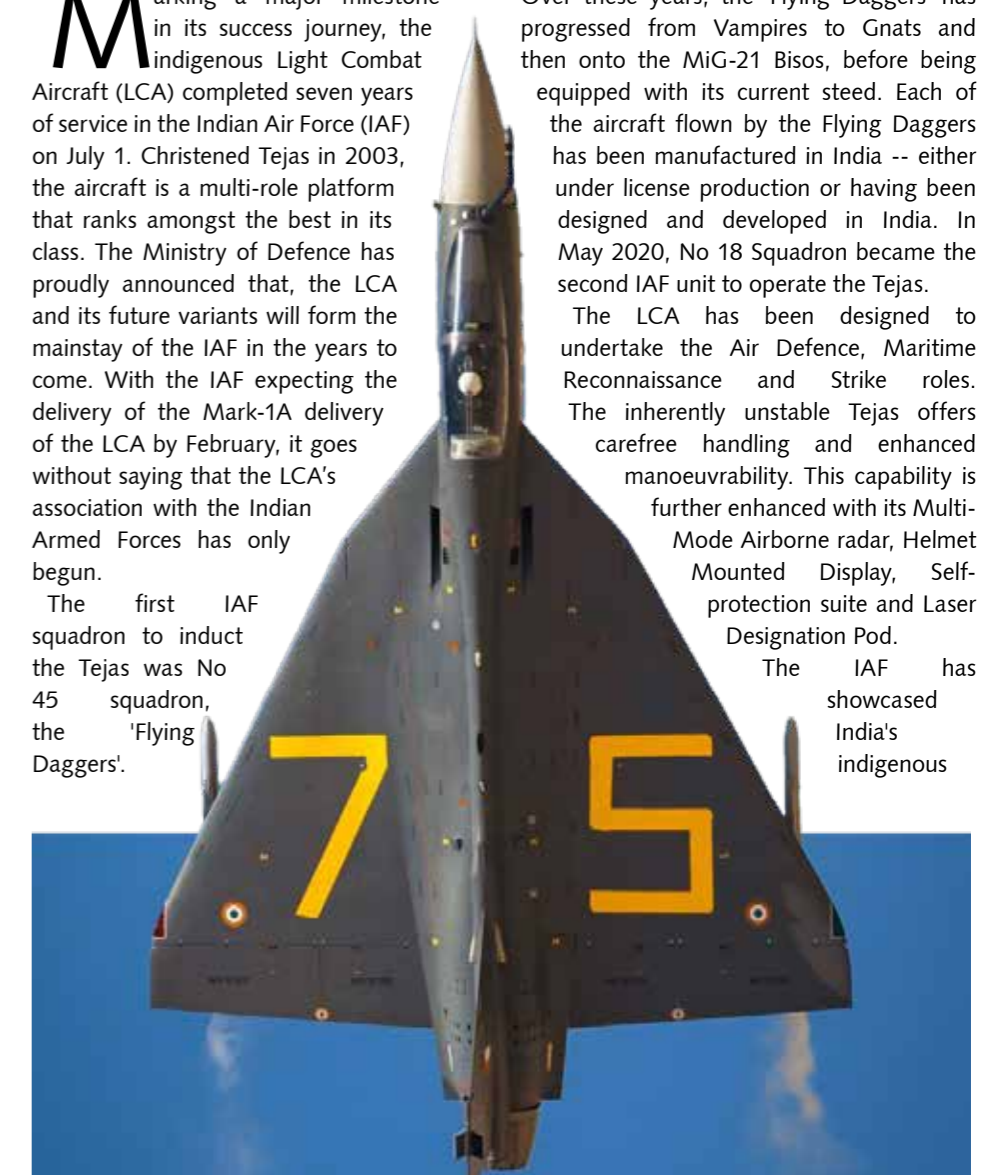 Marking a major milestone
in its success journey, the
indigenous Light Combat
Aircraft (LCA) completed seven years
of service in the Indian Air Force (IAF)
on July 1. Christened Tejas in 2003,
the aircraft is a multi-role platform
that ranks amongst the best in its
class. The Ministry of Defence has
proudly announced that, the LCA
and its future variants will form the
mainstay of the IAF in the years to
come. With the IAF expecting the
delivery of the Mark-1A delivery
of the LCA by February, it goes
without saying that the LCA's
association with the Indian
Armed Forces has only
begun.
The first IAF
squadron to induct
the Tejas was No
45 squadron,
the 'Flying
Daggers'.
Over these years, the Flying Daggers has
progressed from Vampires to Gnats and
then onto the MiG-21 Bisos, before being
equipped with its current steed. Each of
the aircraft flown by the Flying Daggers
has been manufactured in India -- either
under license production or having been
designed and developed in India. In
May 2020, No 18 Squadron became the
second IAF unit to operate the Tejas.
The LCA has been designed to
undertake the Air Defence, Maritime
Reconnaissance and Strike roles.
The inherently unstable Tejas offers
carefree handling and enhanced
manoeuvrability. This capability is
further enhanced with its Multi-
Mode Airborne radar, Helmet
Mounted Display, Self-
protection suite and Laser
Designation Pod.
The IAF has
showcased
India's
indigenous
7 5